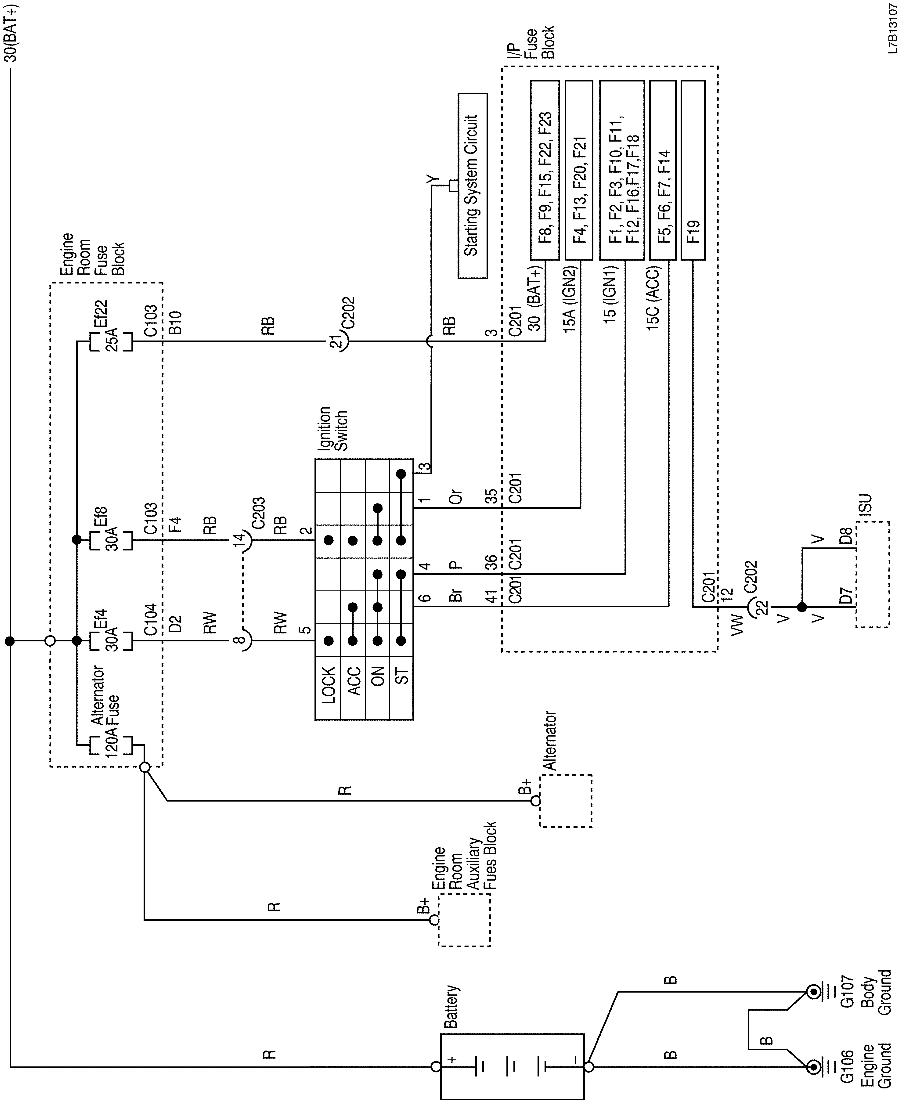 30(BAT+)
L7B13107
Engine
Room
Fuse
Block
Ef22
25A
C103
B10
RB
21
C202
RB
3
C201
30 (BAT+)
Y
Starting System Circuit
I/P
Fuse
Block
F8, F9, F15, F22, F23
F4, F13, F20, F21
F1, F2, F3, F10, F11,
F12, F16,F17,F18
F5, F6, F7, F14
F19
15A (IGN2)
15 (IGN1)
15C (ACC)
Ef8
30A
C103
F4
RB
14
C203
RB
2
Ignition
Switch
3
1
Or
35
C201
4
P
36
C201
6
Br
41
C201
Ef4
30A
C104
D2
RW
8
RW
5
LOCK
ACC
ON
ST
C201
12
VW
C202
22
V
V
V
D8
D7
ISU
Alternator
Fuse
120A
R
B+
Alternator
R
B+
Engine
Room
Auxiliary
Fues Block
R
Battery
+
–
B
B
B
G107
Body
Ground
G106
Engine
Ground